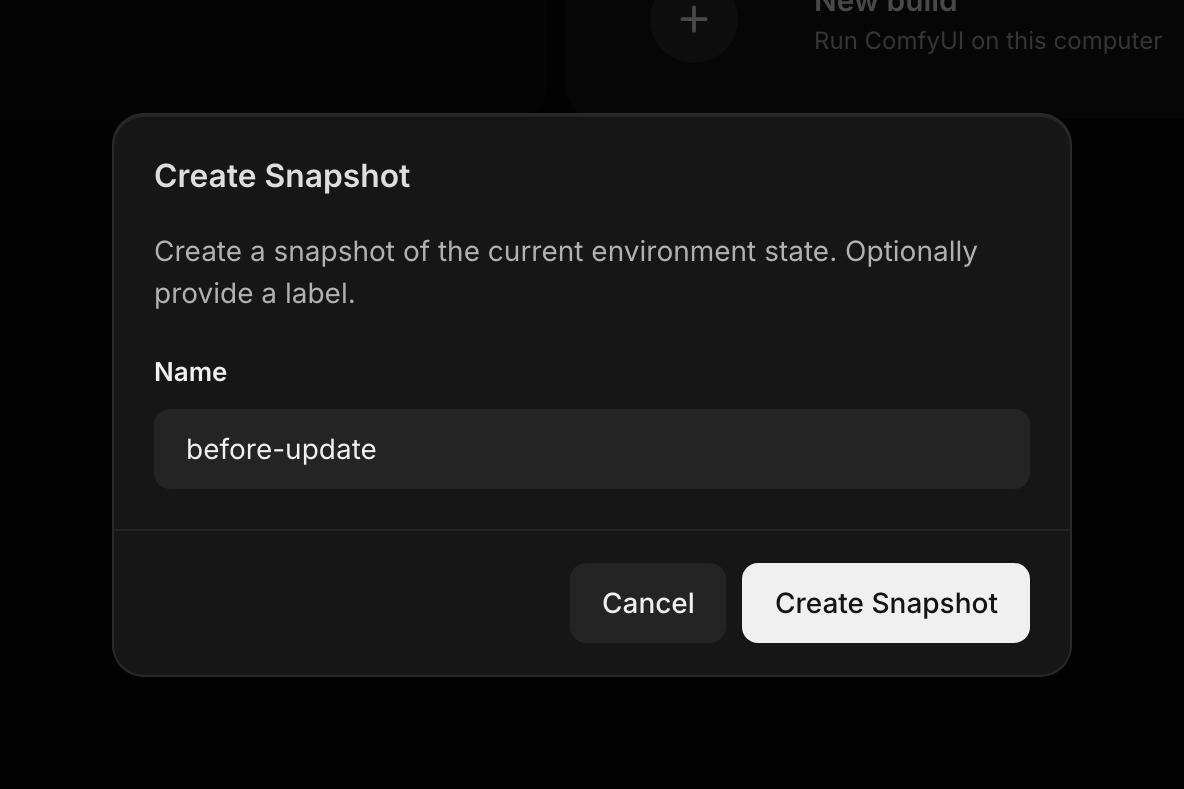 New build
Run ComfyUI on this computer
Create Snapshot
Create a snapshot of the current environment state. Optionally
provide a label.
Name
before-update
Cancel
Create Snapshot